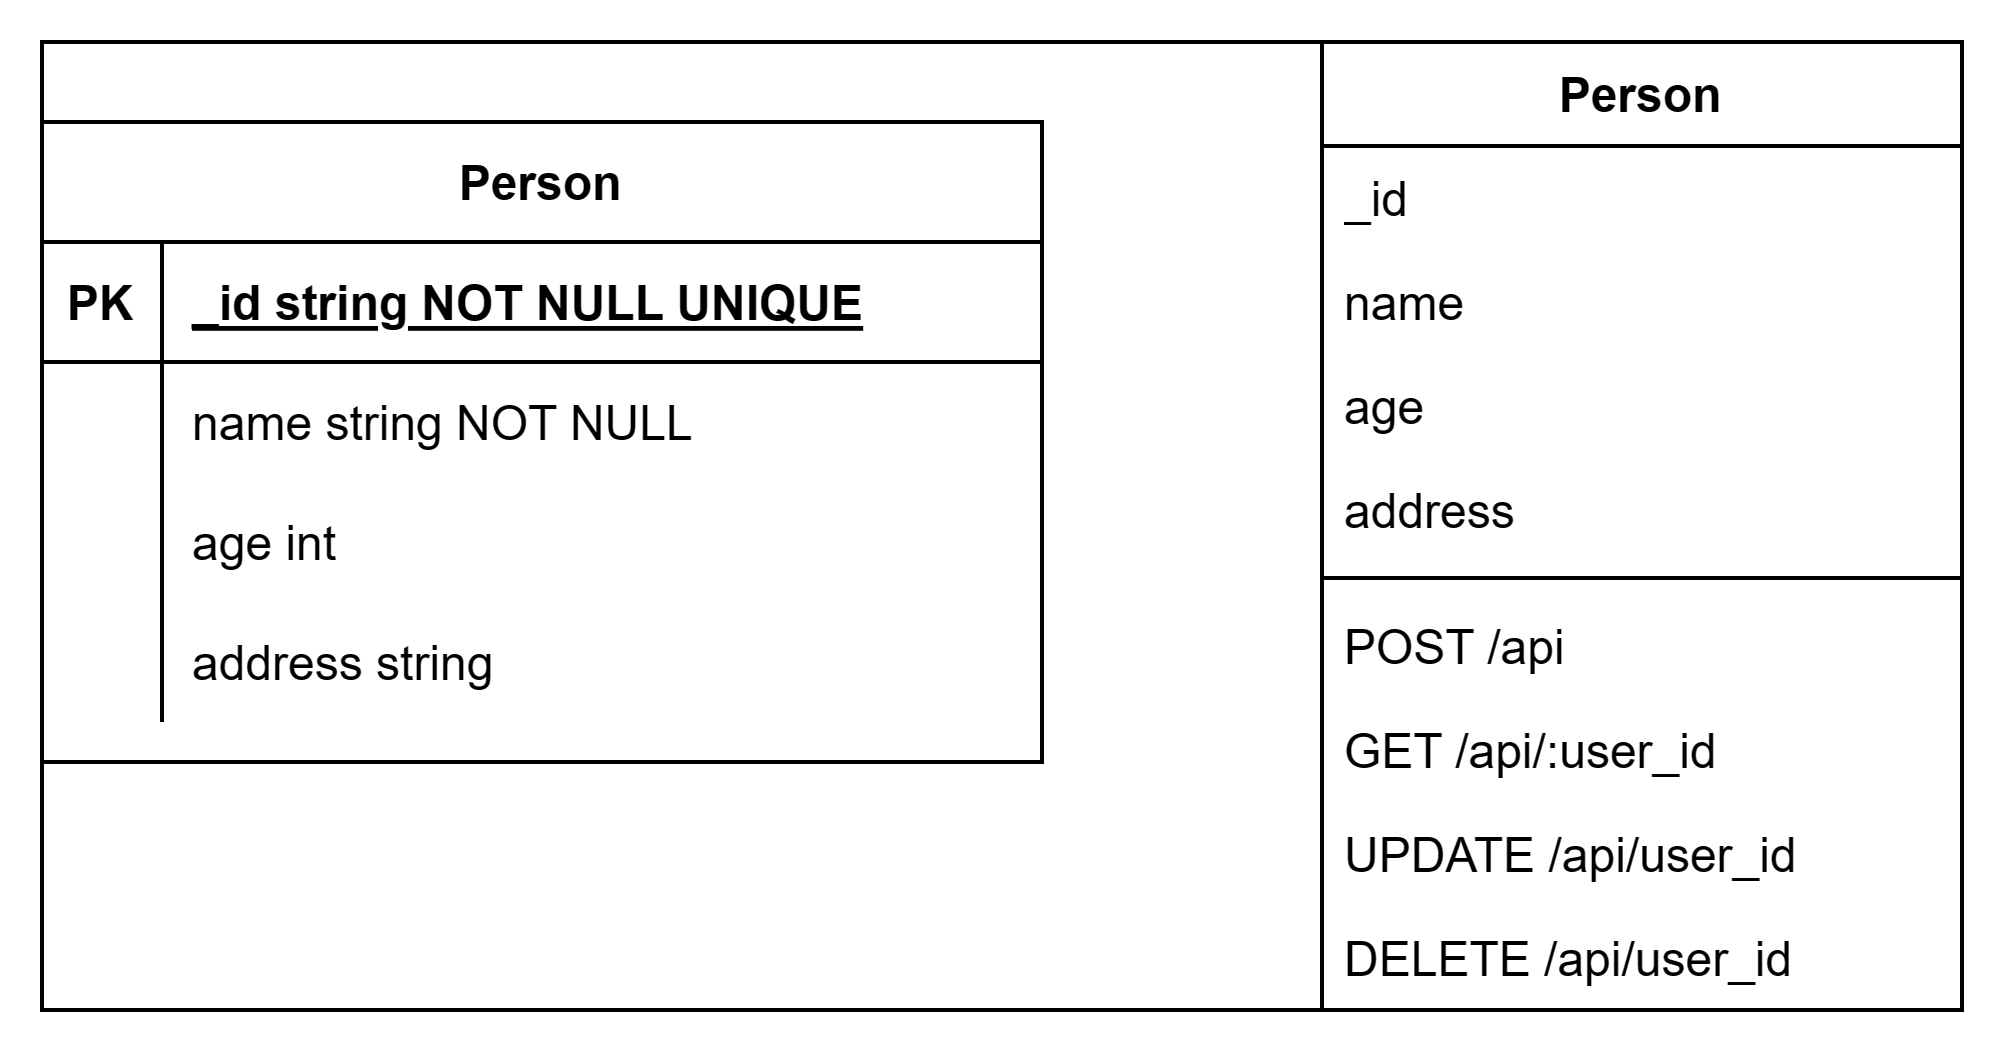 Person
PK
_id string NOT NULL UNIQUE
name string NOT NULL
age int
address string
Person
_id
name
age
address
POST /api
GET /api/:user_id
UPDATE /api/user_id
DELETE /api/user_id